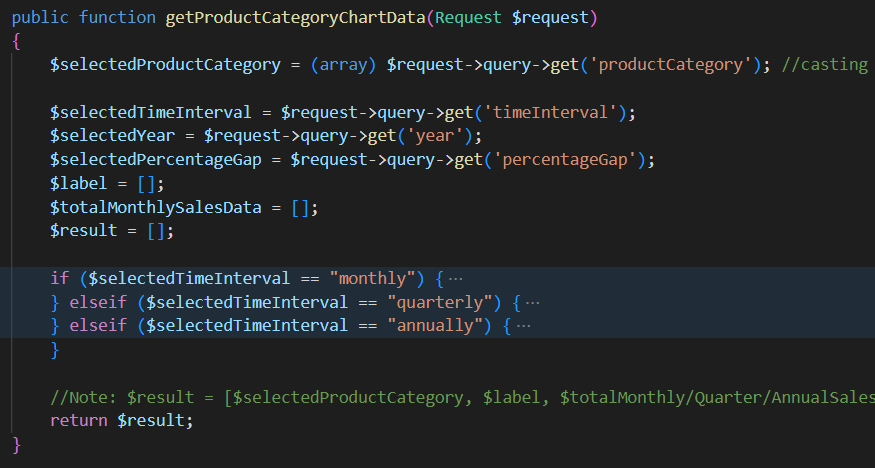 public function getProductCategoryChartData(Request $request)
{
$selectedProductCategory = (array) $request->query->get('productCategory'); //casting
$selectedTimeInterval = $request->query->get('timeInterval');
$selectedYear = $request->query->get('year');
$selectedPercentageGap = $request->query->get('percentageGap');
$label = [];
$totalMonthlySalesData = [];
$result = [];
if ($selectedTimeInterval == "monthly") {···
} elseif ($selectedTimeInterval == "quarterly") {···
} elseif ($selectedTimeInterval == "annually") {···
}
//Note: $result = [$selectedProductCategory, $label, $totalMonthly/Quarter/AnnualSales
return $result;
}